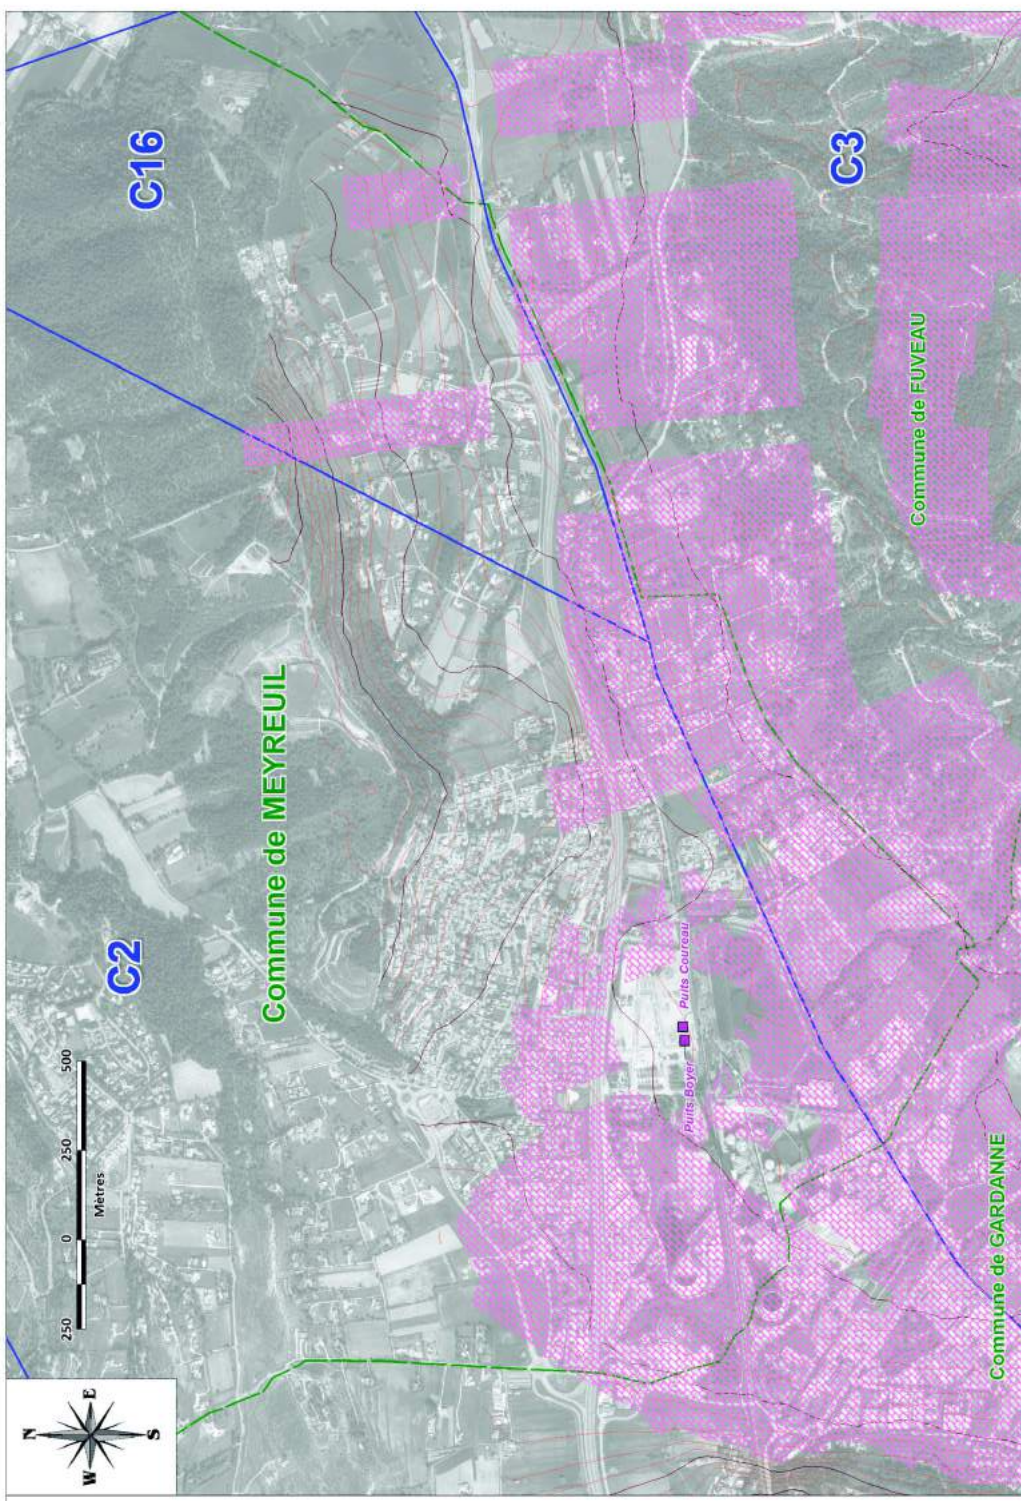 C16
C3
Commune de FUVEAU
Commune de MEYREUIL
C2
Puits Coureau
Puits Boyer
500
250
0
250
Mètres
Commune de GARDANNE
N
E
W
S